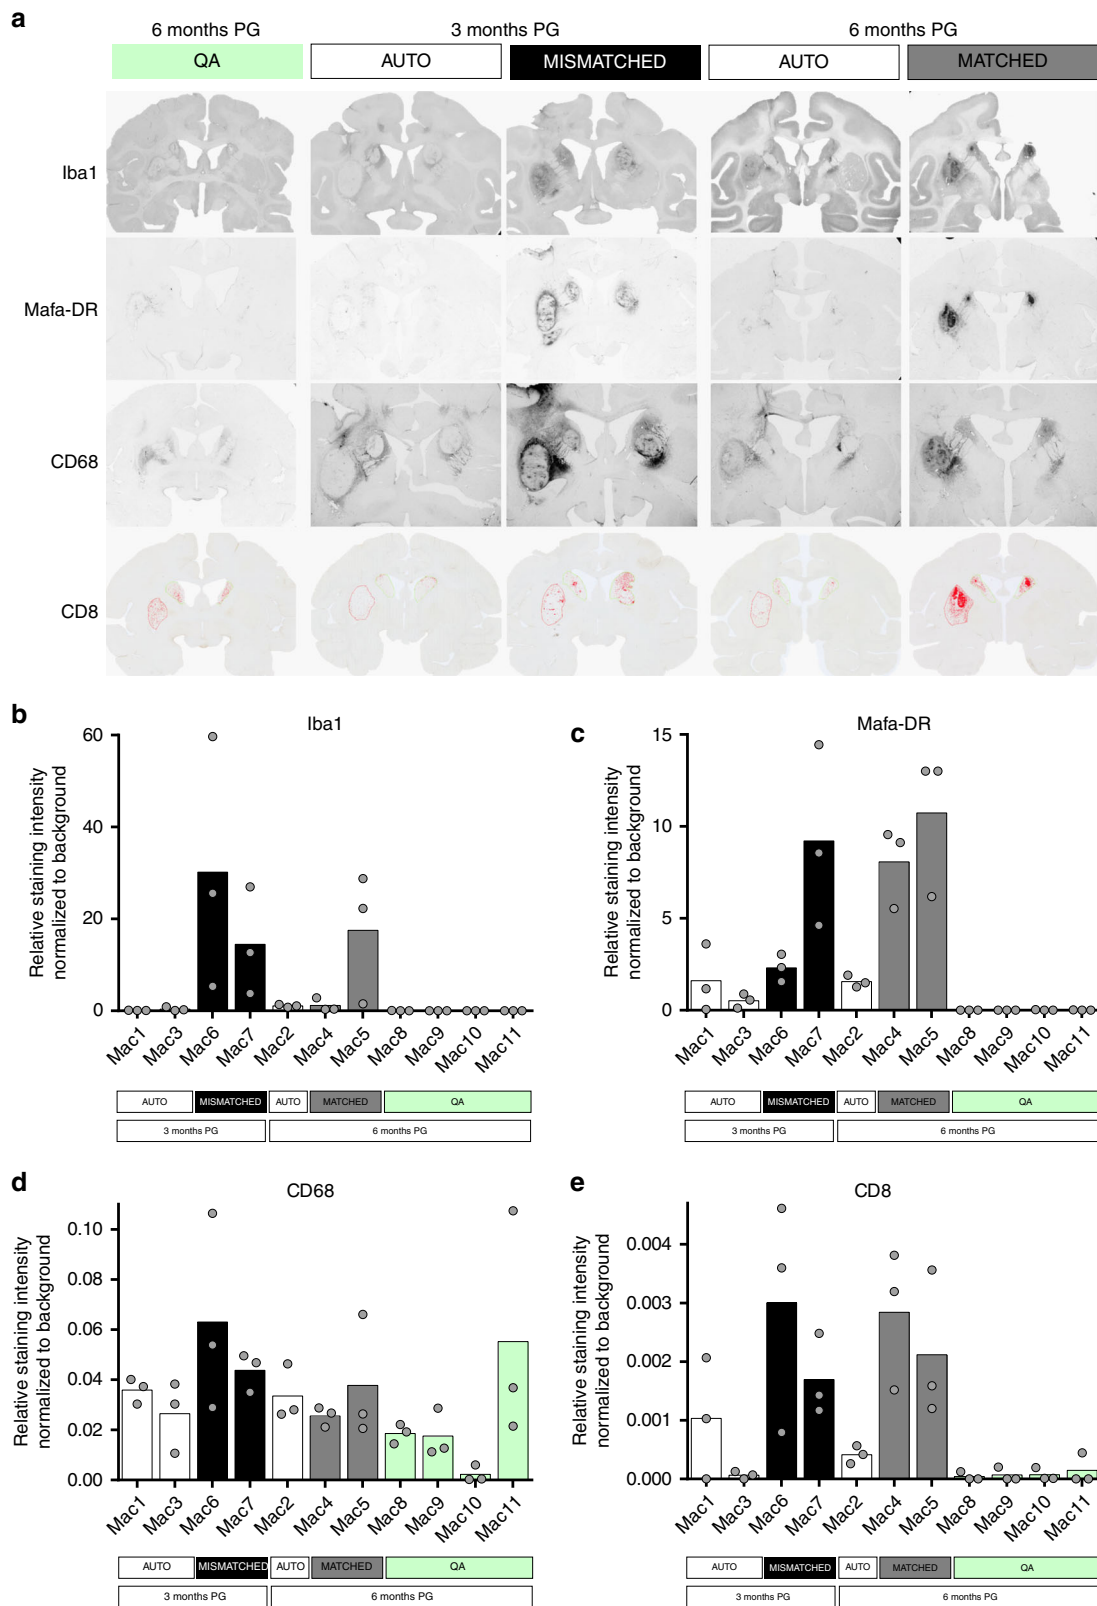 a
6 months PG
3 months PG
6 months PG
QA
AUTO
MISMATCHED
AUTO
MATCHED
Iba1
Mafa-DR
CD68
CD8
b
Iba1
Relative staining intensity
normalized to background
60
40
20
0
Mac1
Mac3
Mac6
Mac7
Mac2
Mac4
Mac5
Mac8
Mac9
Mac10
Mac11
AUTO
MISMATCHED
AUTO
MATCHED
QA
3 months PG
6 months PG
c
Mafa-DR
Relative staining intensity
normalized to background
15
10
5
0
Mac1
Mac3
Mac6
Mac7
Mac2
Mac4
Mac5
Mac8
Mac9
Mac10
Mac11
AUTO
MISMATCHED
AUTO
MATCHED
QA
3 months PG
6 months PG
d
CD68
Relative staining intensity
normalized to background
0.10
0.08
0.06
0.04
0.02
0.00
Mac1
Mac3
Mac6
Mac7
Mac2
Mac4
Mac5
Mac8
Mac9
Mac10
Mac11
AUTO
MISMATCHED
AUTO
MATCHED
QA
3 months PG
6 months PG
e
CD8
Relative staining intensity
normalized to background
0.004
0.003
0.002
0.001
0.000
Mac1
Mac3
Mac6
Mac7
Mac2
Mac4
Mac5
Mac8
Mac9
Mac10
Mac11
AUTO
MISMATCHED
AUTO
MATCHED
QA
3 months PG
6 months PG